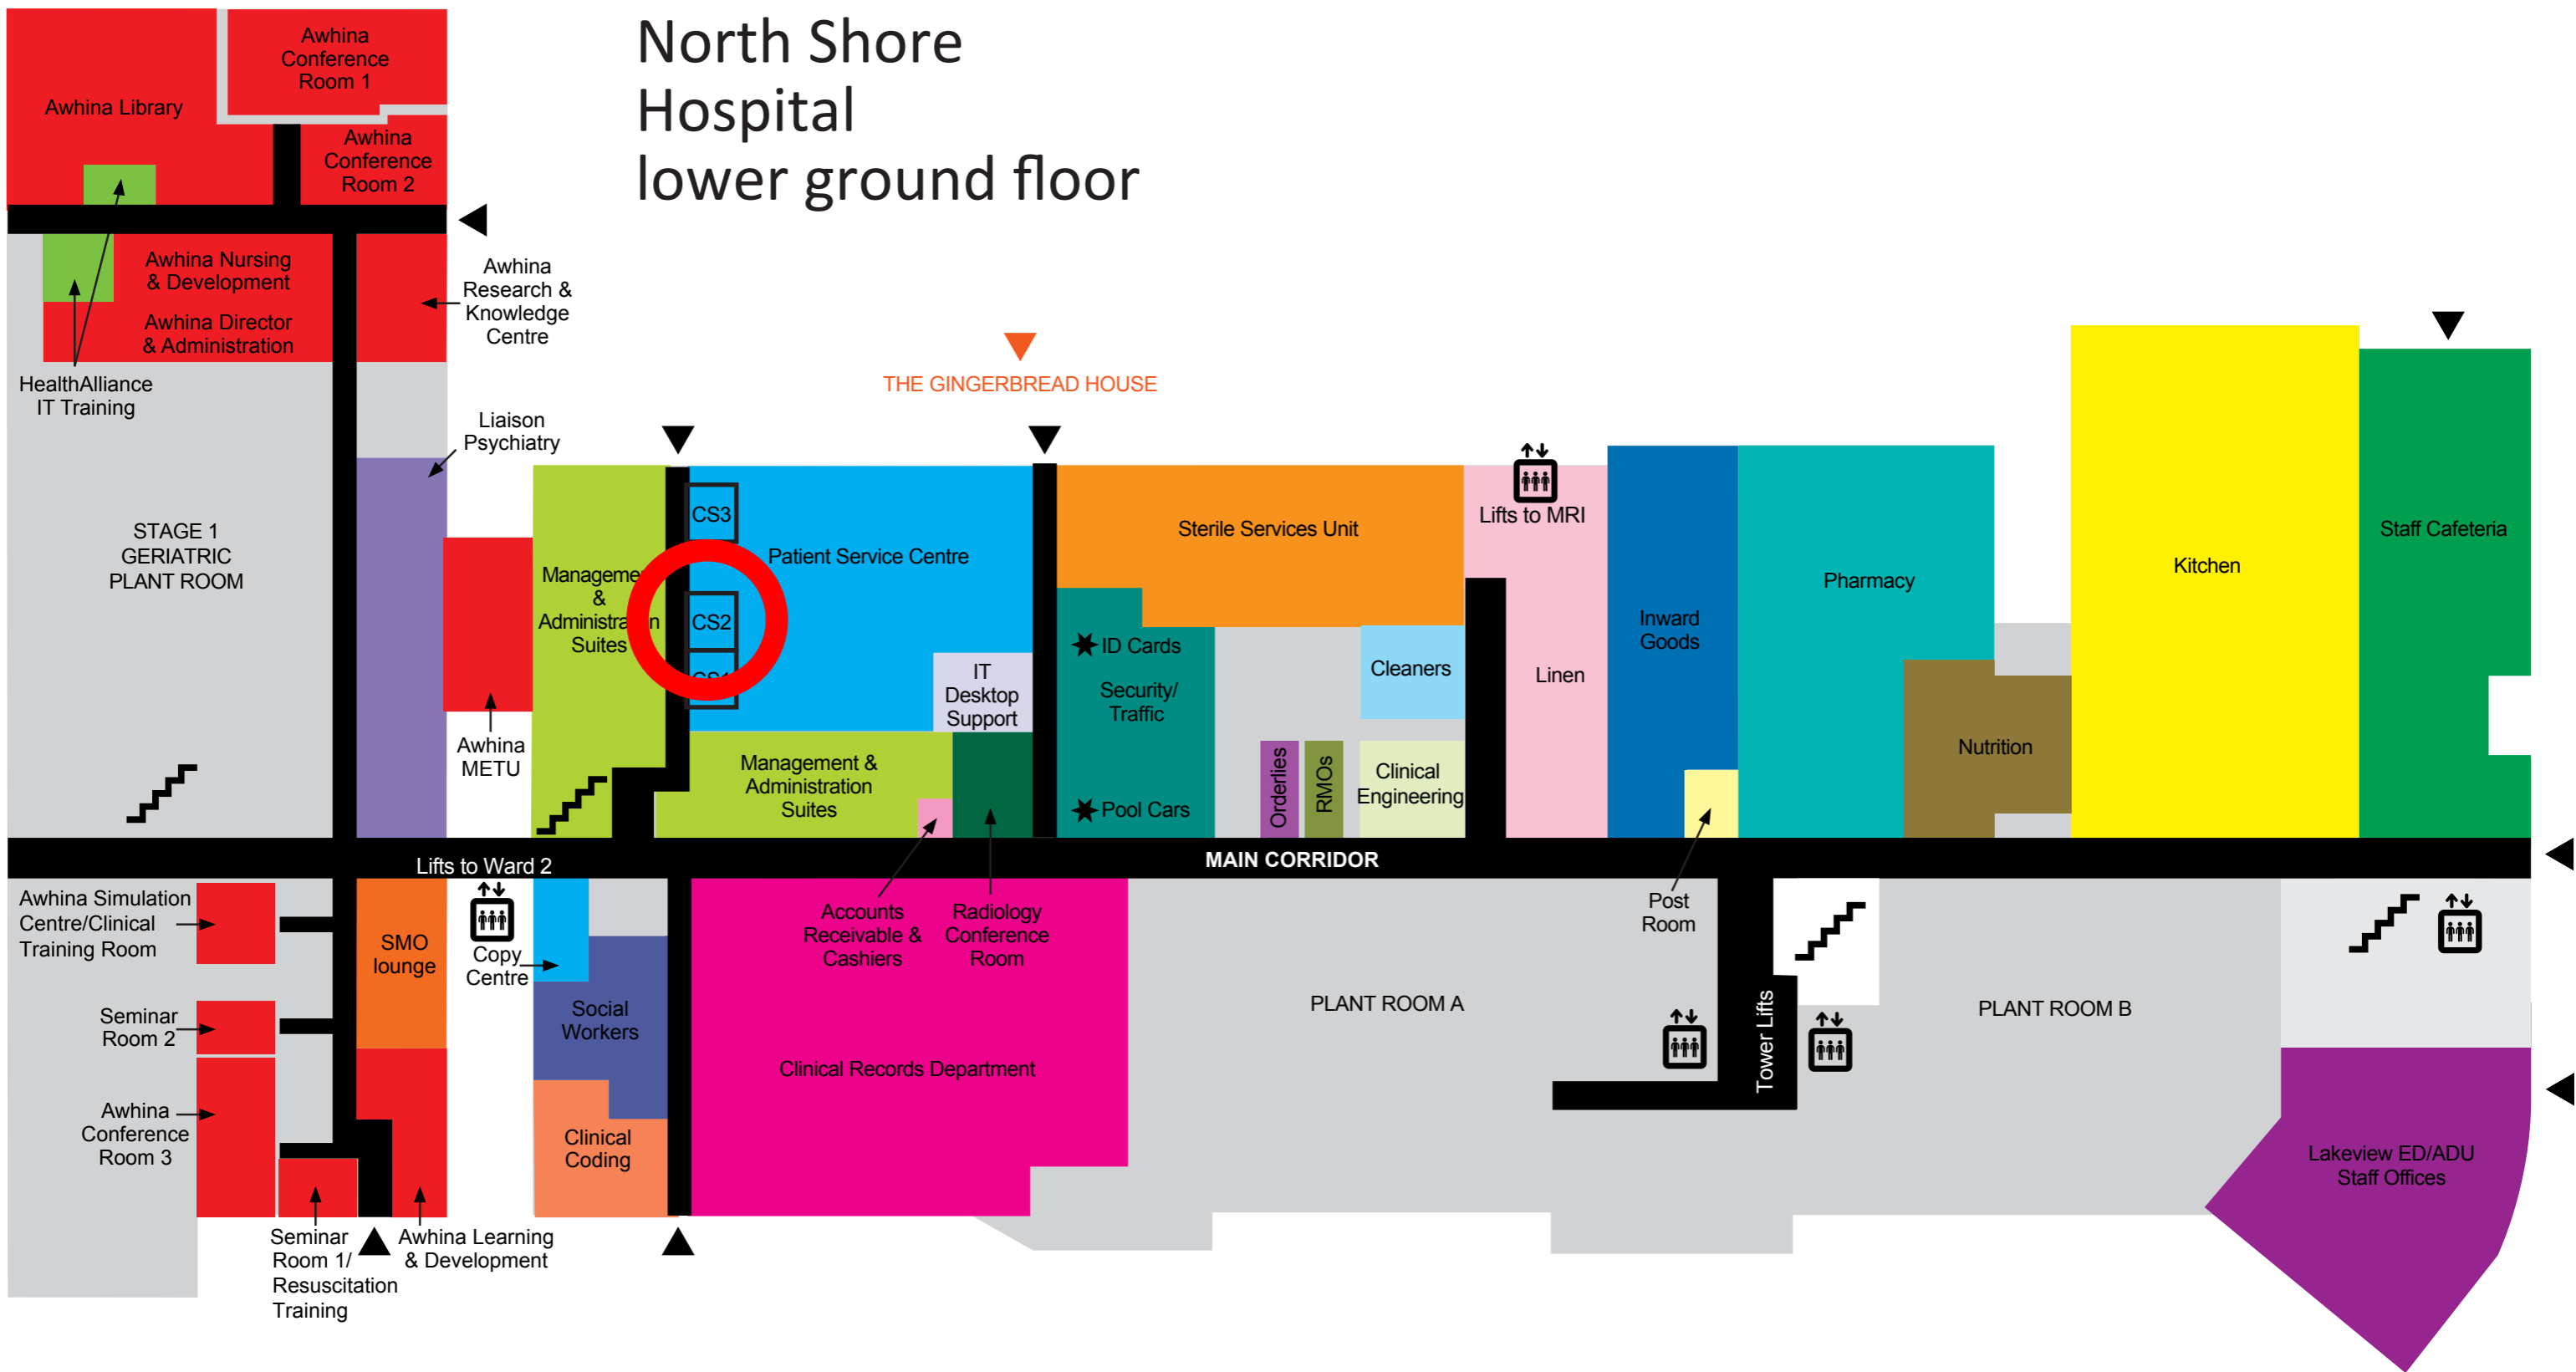 North Shore
Hospital
lower ground floor
Awhina
Conference
Room 1
Awhina Library
Awhina
Conference
Room 2
Awhina Nursing
& Development
Awhina Director
& Administration
Awhina
Research &
Knowledge
Centre
HealthAlliance
IT Training
THE GINGERBREAD HOUSE
Liaison
Psychiatry
STAGE 1
GERIATRIC
PLANT ROOM
Awhina
METU
&
Suites
CS3
CS2
Patient Service Centre
IT
Desktop
Support
Management &
Administration
Suites
Sterile Services Unit
ID Cards
Security/
Traffic
Pool Cars
Cleaners
Orderlies
RMOs
Clinical
Engineering
Lifts to MRI
Linen
Inward
Goods
Pharmacy
Nutrition
Kitchen
Staff Cafeteria
Lifts to Ward 2
MAIN CORRIDOR
Awhina Simulation
Centre/Clinical
Training Room
Seminar
Room 2
Awhina
Conference
Room 3
Seminar
Room 1/
Resuscitation
Training
SMO
lounge
Awhina Learning
& Development
Copy
Centre
Social
Workers
Clinical
Coding
Accounts
Receivable &
Cashiers
Radiology
Conference
Room
Clinical Records Department
PLANT ROOM A
Post
Room
Tower Lifts
PLANT ROOM B
Lakeview ED/ADU
Staff Offices